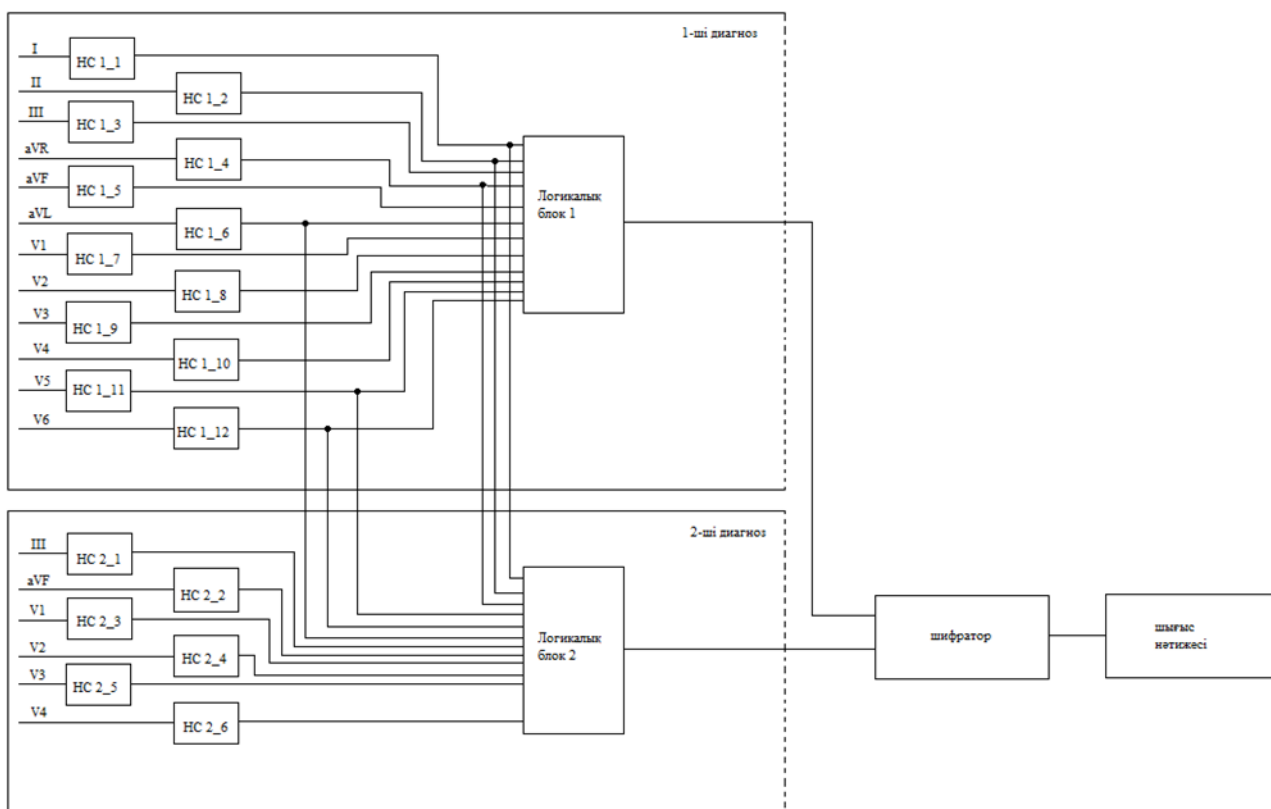 1-ші диагноз
I
НС 1_1
II
НС 1_2
III
НС 1_3
aVR
НС 1_4
aVF
НС 1_5
aVL
НС 1_6
V1
НС 1_7
V2
НС 1_8
V3
НС 1_9
V4
НС 1_10
V5
НС 1_11
V6
НС 1_12
Логикалык
блок 1
2-ші диагноз
III
НС 2_1
aVF
НС 2_2
V1
НС 2_3
V2
НС 2_4
V3
НС 2_5
V4
НС 2_6
Логикалык
блок 2
шифратор
шығыс
нәтижесі